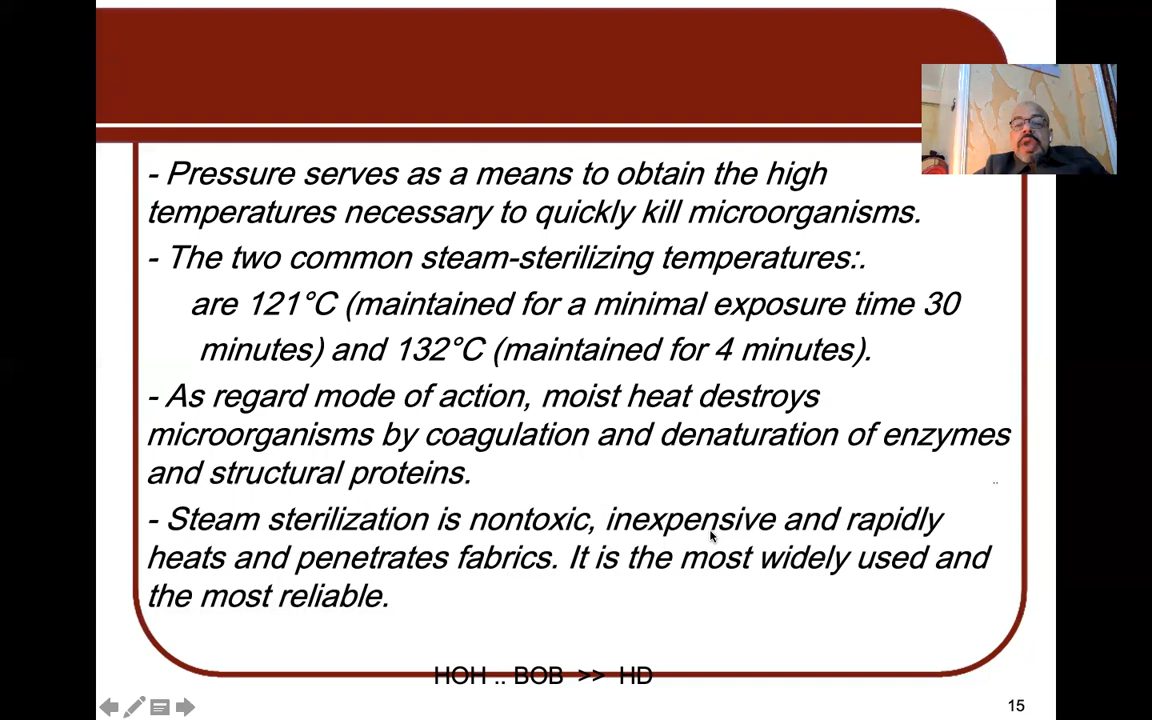 - Pressure serves as a means to obtain the high
temperatures necessary to quickly kill microorganisms.
- The two common steam-sterilizing temperatures:.
are 121°C (maintained for a minimal exposure time 30
minutes) and 132°C (maintained for 4 minutes).
- As regard mode of action, moist heat destroys
microorganisms by coagulation and denaturation of enzymes
and structural proteins.
..
- Steam sterilization is nontoxic, inexpensive and rapidly
heats and penetrates fabrics. It is the most widely used and
the most reliable.
HOH .. BOB >> HD
15